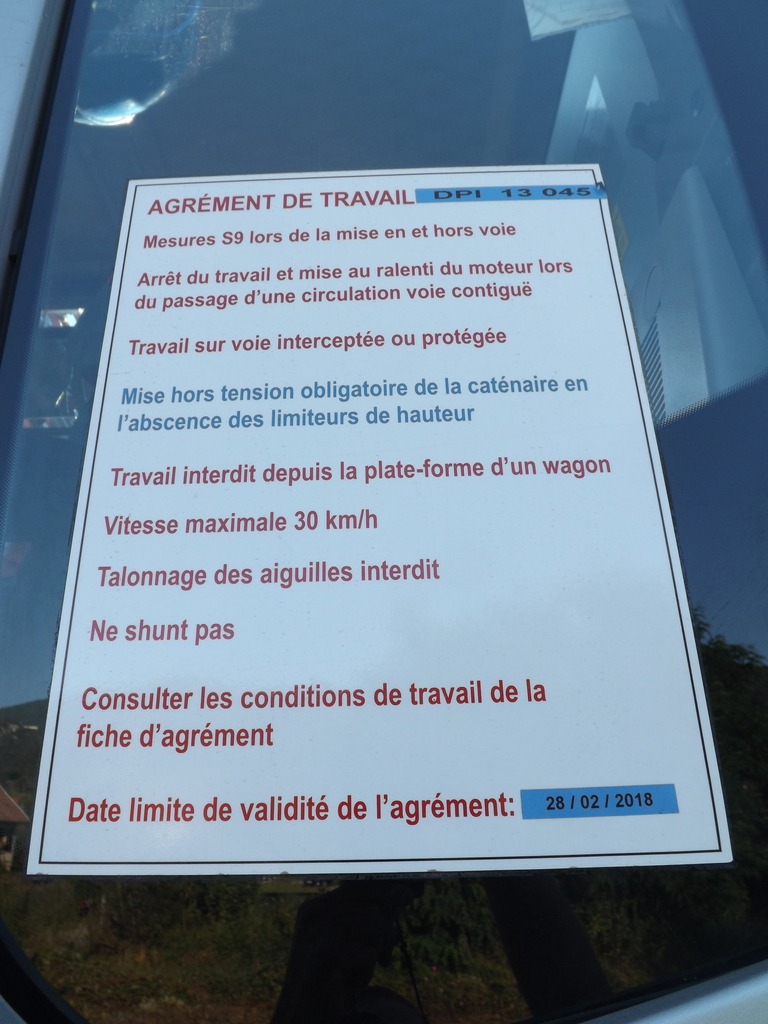 AGRÉMENT DE TRAVAIL DPI 13 045
Mesures S9 lors de la mise en et hors voie
Arrêt du travail et mise au ralenti du moteur lors
du passage d'une circulation voie contiguë
Travail sur voie interceptée ou protégée
Mise hors tension obligatoire de la caténaire en
l'abscence des limiteurs de hauteur
Travail interdit depuis la plate-forme d'un wagon
Vitesse maximale 30 km/h
Talonnage des aiguilles interdit
Ne shunt pas
Consulter les conditions de travail de la
fiche d'agrément
Date limite de validité de l'agrément: 28 / 02 / 2018